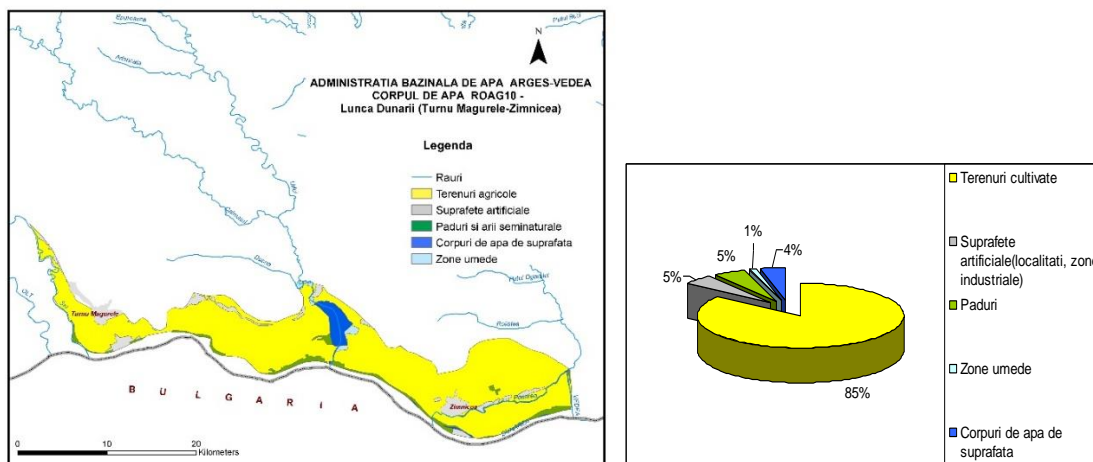 N
ADMINISTRATIA BAZINALA DE APA ARGES-VEDEA
CORPUL DE APA ROAG10 -
Lunca Dunarii (Turnu Magurele-Zimnicea)
Legenda
Rauri
Terenuri agricole
Suprafete artificiale
Paduri si arii seminaturale
Corpuri de apa de suprafata
Zone umede
Turnu Magurele
Zimnicea
BULGARIA
0 10 20
Kilometers
Terenuri cultivate
Suprafete
artificiale(localitati, zone
industriale)
Paduri
Zone umede
Corpuri de apa de
suprafata
1%
5%
4%
5%
85%